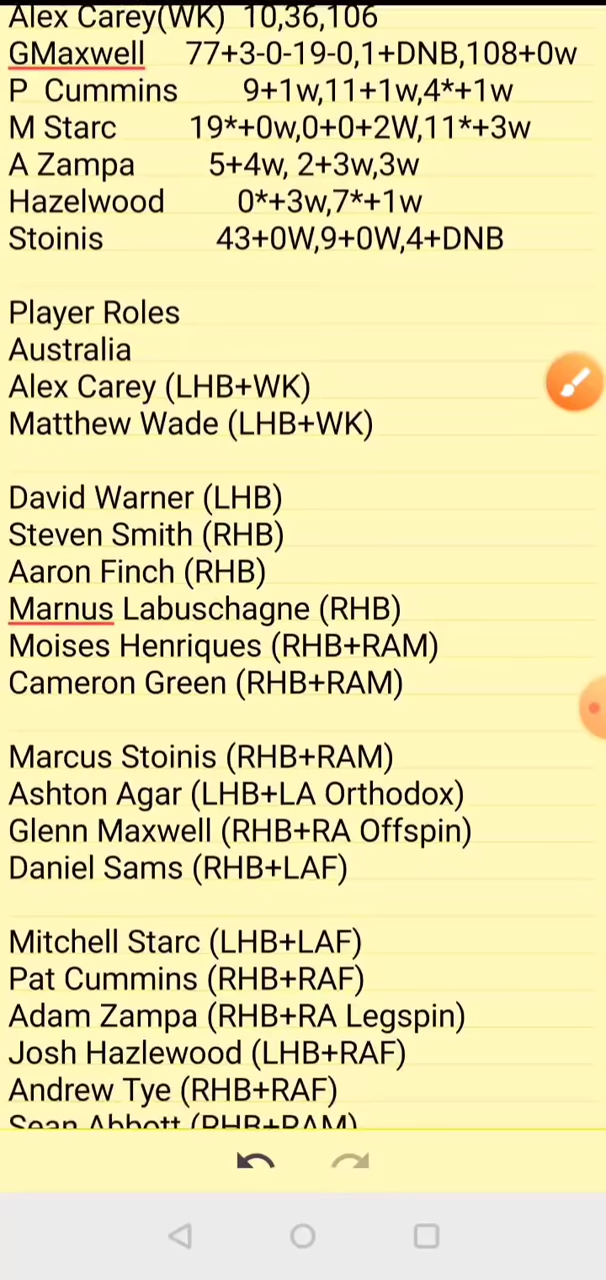 Alex Carey(WK) 10,36,106
GMaxwell 77+3-0-19-0,1+DNB,108+0w
P Cummins 9+1w,11+1w,4*+1w
M Starc 19*+0w,0+0+2W,11*+3w
A Zampa 5+4w, 2+3w,3w
Hazelwood 0*+3w,7*+1w
Stoinis 43+0W,9+0W,4+DNB
Player Roles
Australia
Alex Carey (LHB+WK)
Matthew Wade (LHB+WK)
David Warner (LHB)
Steven Smith (RHB)
Aaron Finch (RHB)
Marnus Labuschagne (RHB)
Moises Henriques (RHB+RAM)
Cameron Green (RHB+RAM)
Marcus Stoinis (RHB+RAM)
Ashton Agar (LHB+LA Orthodox)
Glenn Maxwell (RHB+RA Offspin)
Daniel Sams (RHB+LAF)
Mitchell Starc (LHB+LAF)
Pat Cummins (RHB+RAF)
Adam Zampa (RHB+RA Legspin)
Josh Hazlewood (LHB+RAF)
Andrew Tye (RHB+RAF)
Sean Abbott (RHB+RAM)